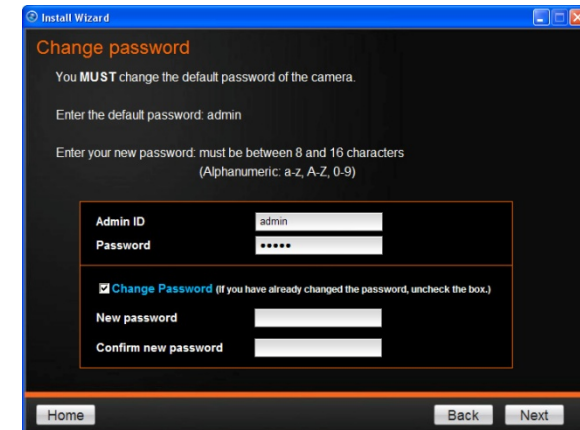 Install Wizard
Change password
You MUST change the default password of the camera.
Enter the default password: admin
Enter your new password: must be between 8 and 16 characters
(Alphanumeric: a-z, A-Z, 0-9)
Admin ID admin
Password •••••
Change Password (If you have already changed the password, uncheck the box.)
New password
Confirm new password
Home Back Next